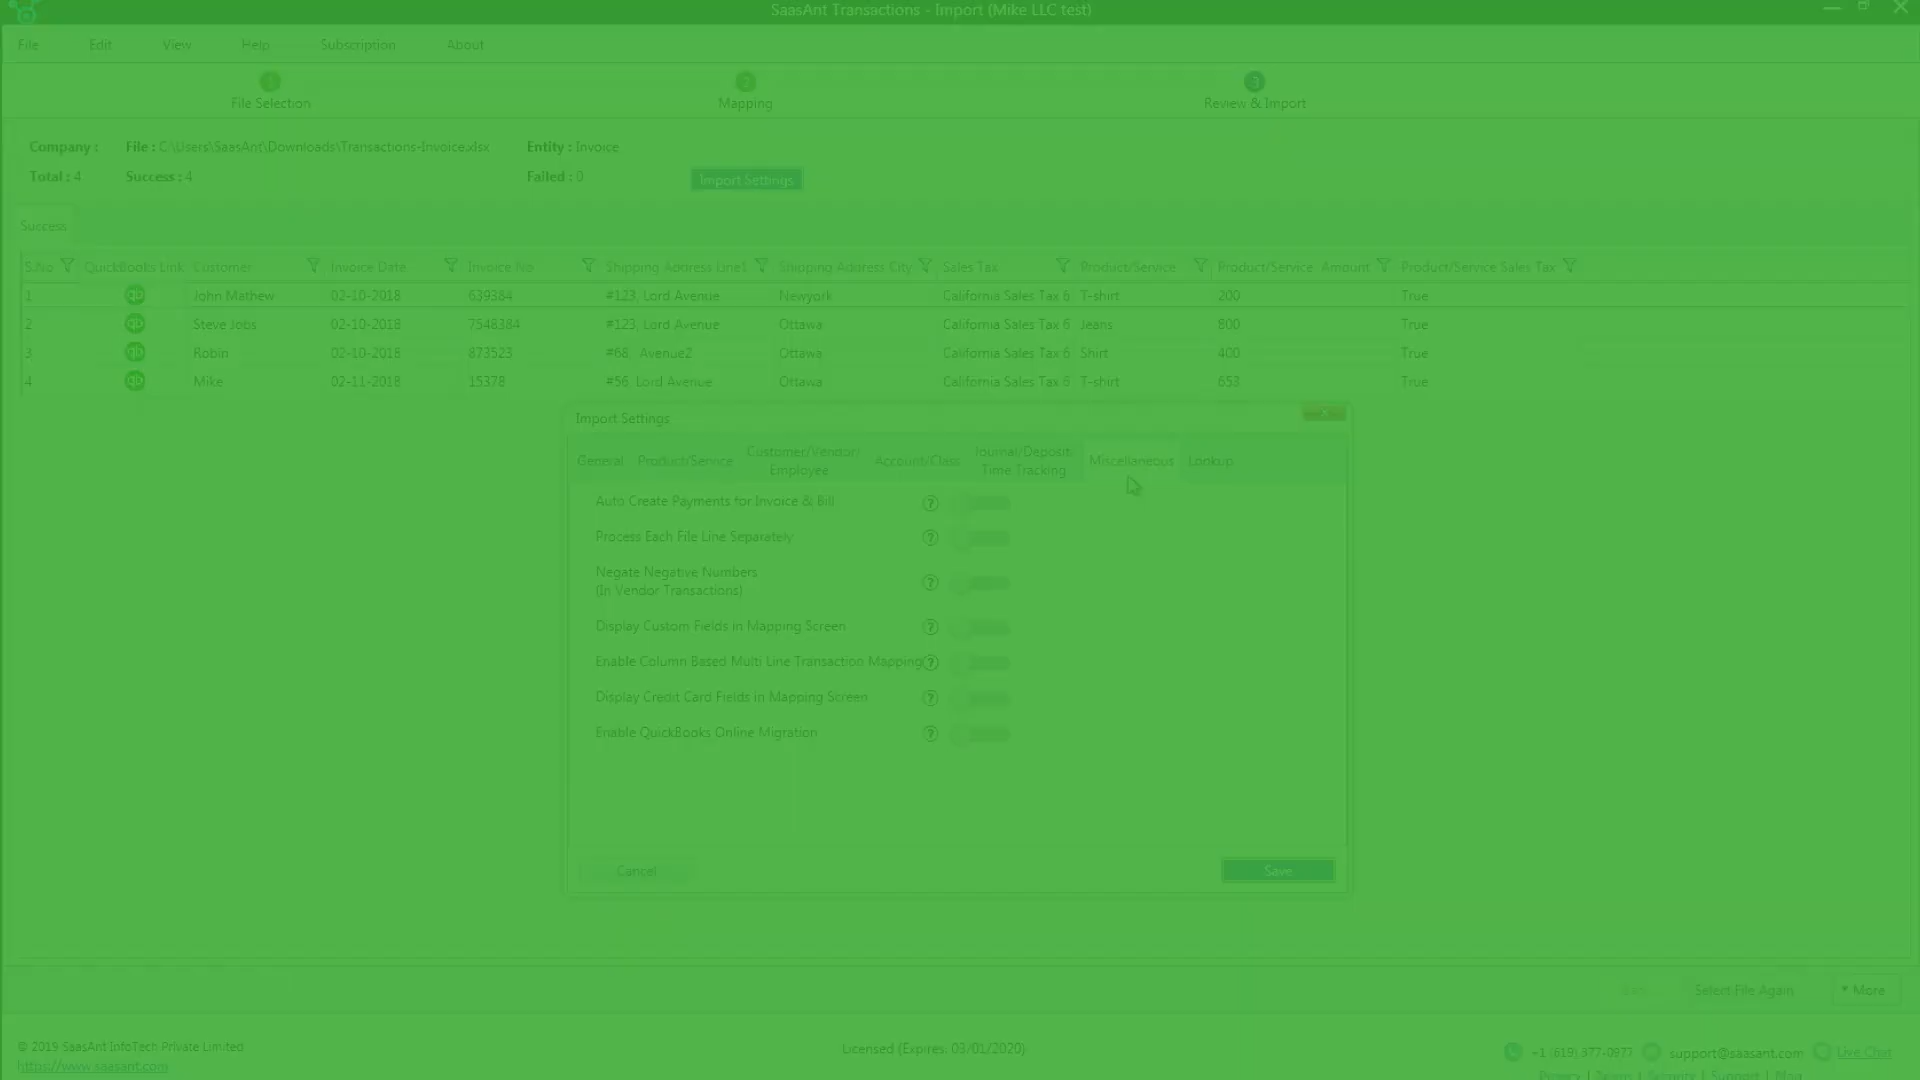 SaasAnt Transactions - Import (Mike LLC test)
File Edit View Help Subscription About
1 2 3
File Selection Mapping Review & Import
Company : File : C:\Users\SaasAnt\Downloads\Transactions-Invoice.xlsx Entity : Invoice
Total : 4 Success : 4 Failed : 0 Import Settings
Success
S.No QuickBooks Link Customer Invoice Date Invoice No Shipping Address Line1 Shipping Address City Sales Tax Product/Service Product/Service Amount Product/Service Sales Tax
1 qb John Mathew 02-10-2018 639384 #123, Lord Avenue Newyork California Sales Tax 6 T-shirt 200 True
2 qb Steve Jobs 02-10-2018 7548384 #123, Lord Avenue Ottawa California Sales Tax 6 Jeans 800 True
3 qb Robin 02-10-2018 873523 #68, Avenue2 Ottawa California Sales Tax 6 Shirt 400 True
4 qb Mike 02-11-2018 15378 #56, Lord Avenue Ottawa California Sales Tax 6 T-shirt 653 True
Import Settings
General Product/Service Customer/Vendor/ Employee Account/Class Journal/Deposit/ Time Tracking Miscellaneous Lookup
Auto Create Payments for Invoice & Bill ?
Process Each File Line Separately ?
Negate Negative Numbers
(In Vendor Transactions) ?
Display Custom Fields in Mapping Screen ?
Enable Column Based Multi Line Transaction Mapping ?
Display Credit Card Fields in Mapping Screen ?
Enable QuickBooks Online Migration ?
Cancel Save
Select File Again More
© 2019 SaasAnt InfoTech Private Limited Licensed (Expires: 03/01/2020) +1 (619) 377-0977 support@saasant.com Live Chat
https://www.saasant.com Privacy | Terms | Security | Support | Blog